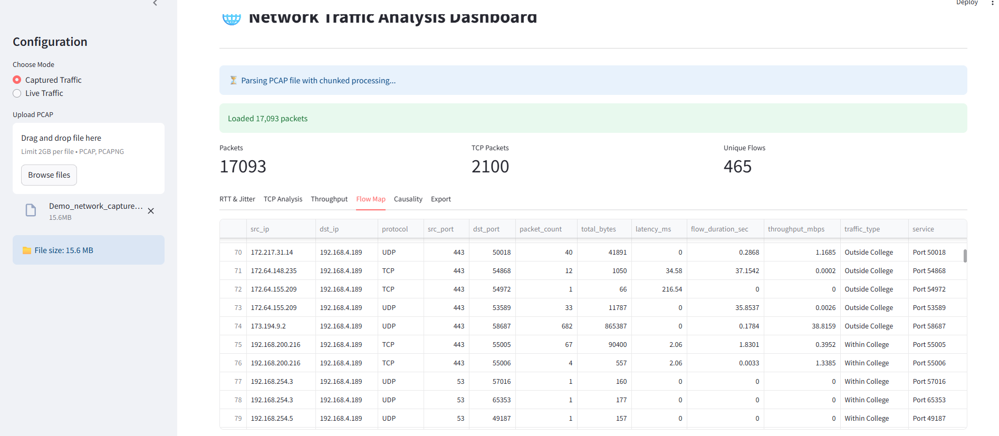 Deploy
Network Traffic Analysis Dashboard
Configuration
Choose Mode
Captured Traffic
Live Traffic
Upload PCAP
Drag and drop file here
Limit 2GB per file • PCAP, PCAPNG
Browse files
Demo_network_capture...
15.6MB
File size: 15.6 MB
Parsing PCAP file with chunked processing...
Loaded 17,093 packets
Packets TCP Packets Unique Flows
17093 2100 465
RTT & Jitter TCP Analysis Throughput Flow Map Causality Export
src_ip dst_ip protocol src_port dst_port packet_count total_bytes latency_ms flow_duration_sec throughput_mbps traffic_type service
70 172.217.31.14 192.168.4.189 UDP 443 50018 40 41891 0 0.2868 1.1685 Outside College Port 50018
71 172.64.148.235 192.168.4.189 TCP 443 54868 12 1050 34.58 37.1542 0.0002 Outside College Port 54868
72 172.64.155.209 192.168.4.189 TCP 443 54972 1 66 216.54 0 0 Outside College Port 54972
73 172.64.155.209 192.168.4.189 UDP 443 53589 33 11787 0 35.8537 0.0026 Outside College Port 53589
74 173.194.9.2 192.168.4.189 UDP 443 58687 682 865387 0 0.1784 38.8159 Outside College Port 58687
75 192.168.200.216 192.168.4.189 TCP 443 55005 67 90400 2.06 1.8301 0.3952 Within College Port 55005
76 192.168.200.216 192.168.4.189 TCP 443 55006 4 557 2.06 0.0033 1.3385 Within College Port 55006
77 192.168.254.3 192.168.4.189 UDP 53 57016 1 160 0 0 0 Within College Port 57016
78 192.168.254.3 192.168.4.189 UDP 53 65353 1 177 0 0 0 Within College Port 65353
79 192.168.254.5 192.168.4.189 UDP 53 49187 1 157 0 0 0 Within College Port 49187